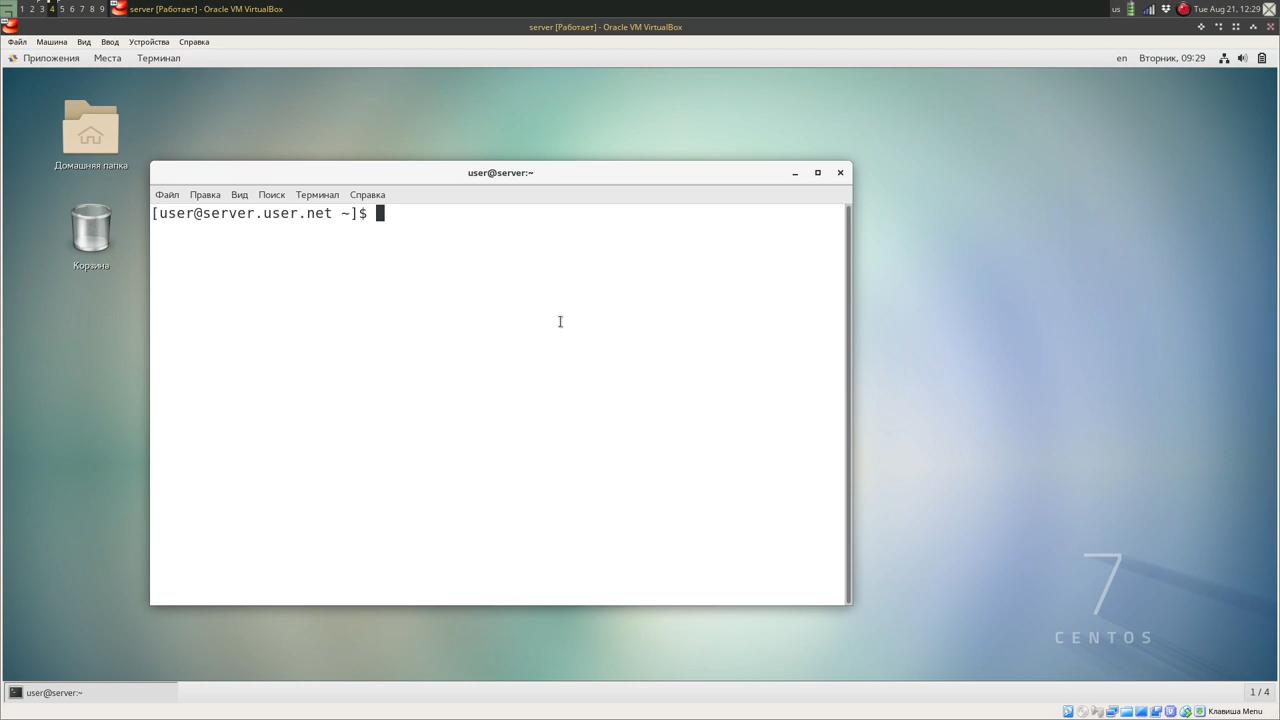 1 2 3 4 5 6 7 8 9 server [Работает] - Oracle VM VirtualBox us Tue Aug 21, 12:29
server [Работает] - Oracle VM VirtualBox
Файл Машина Вид Ввод Устройства Справка
Приложения Места Терминал en Вторник, 09:29
Домашняя папка
Корзина
user@server:~
Файл Правка Вид Поиск Терминал Справка
[user@server.user.net ~]$
7
CENTOS
user@server:~ 1 / 4
Клавиша Menu